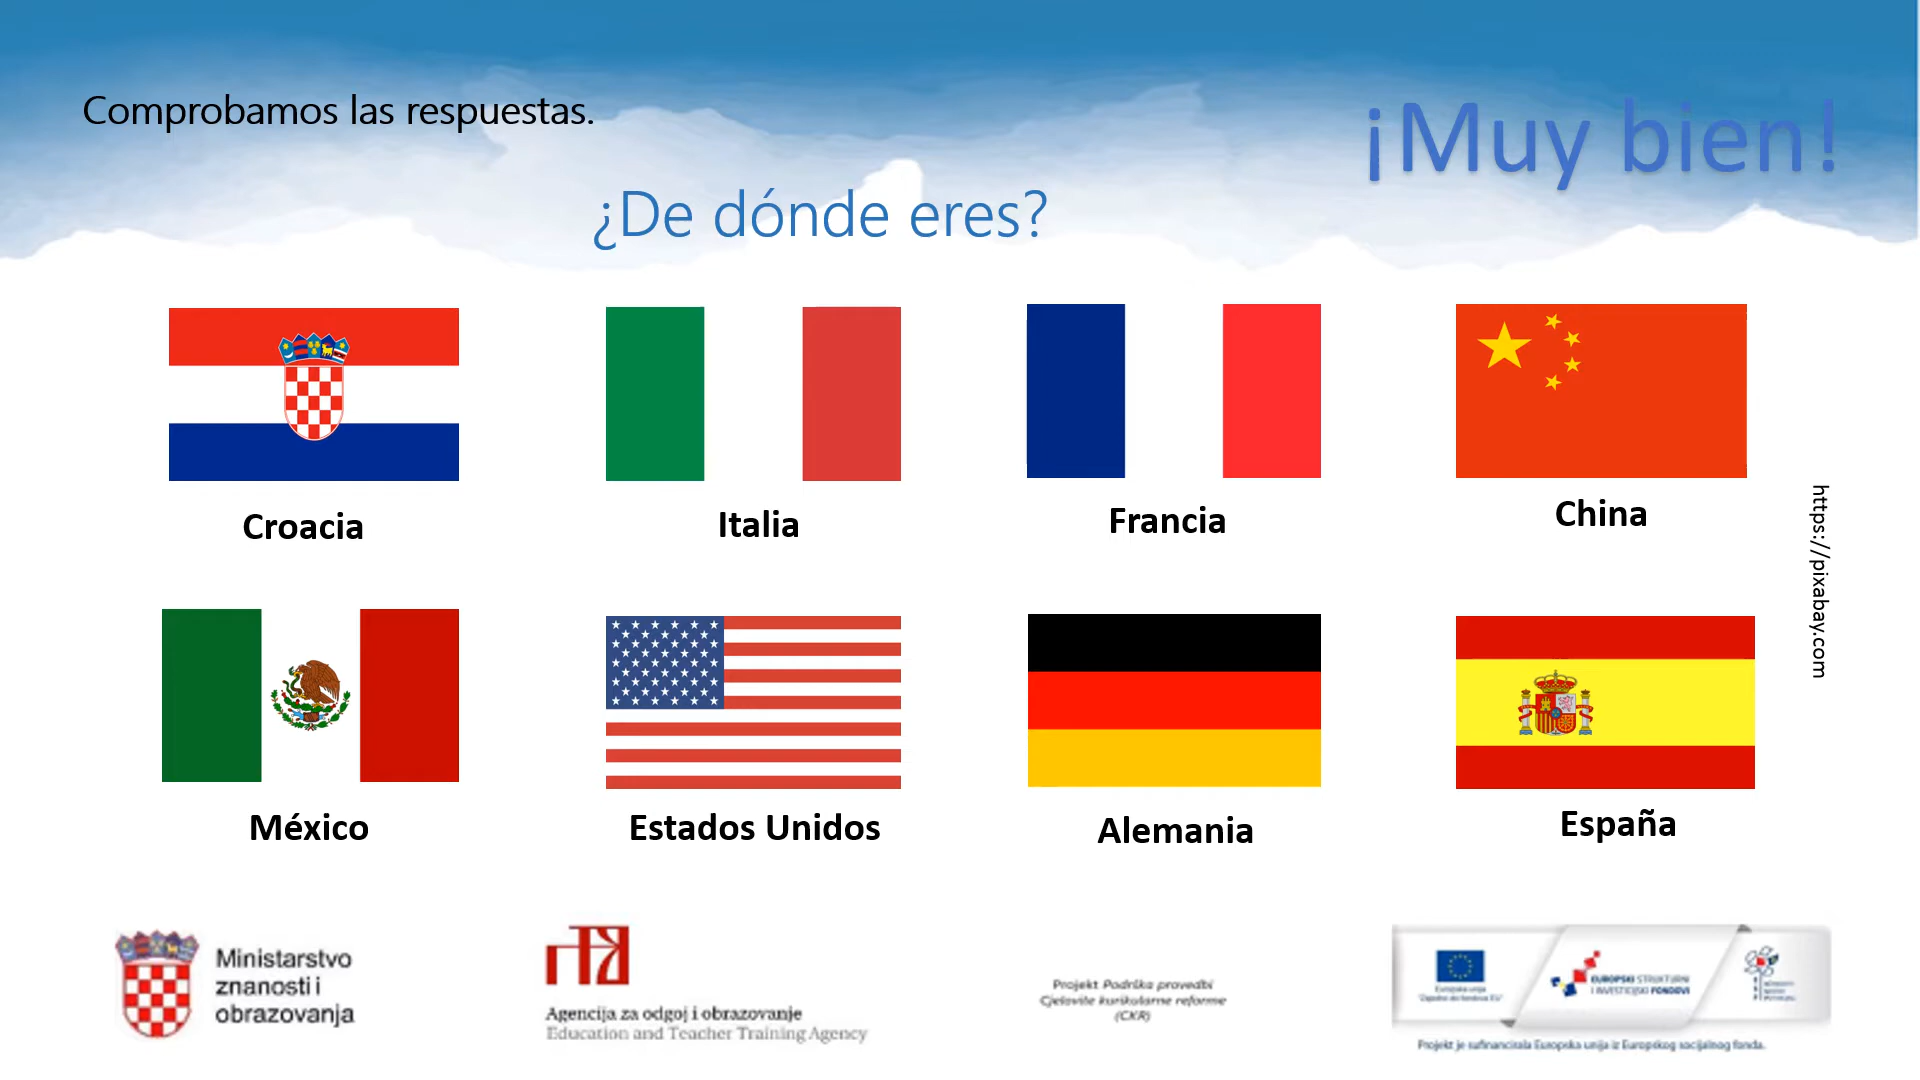 Comprobamos las respuestas.
¡Muy bien!
¿De dónde eres?
Croacia
Italia
Francia
China
https://pixabay.com
México
Estados Unidos
Alemania
España
Ministarstvo
znanosti i
obrazovanja
Agencija za odgoj i obrazovanje
Education and Teacher Training Agency
Projekt Podrška provedbi
Cjelovite kurikularne reforme
(CKR)
Europska unija
EUROPSKI STRUKTURNI
I INVESTICIJSKI FONDOVI
Projekt je sufinancirala Europska unija iz Europskog socijalnog fonda.